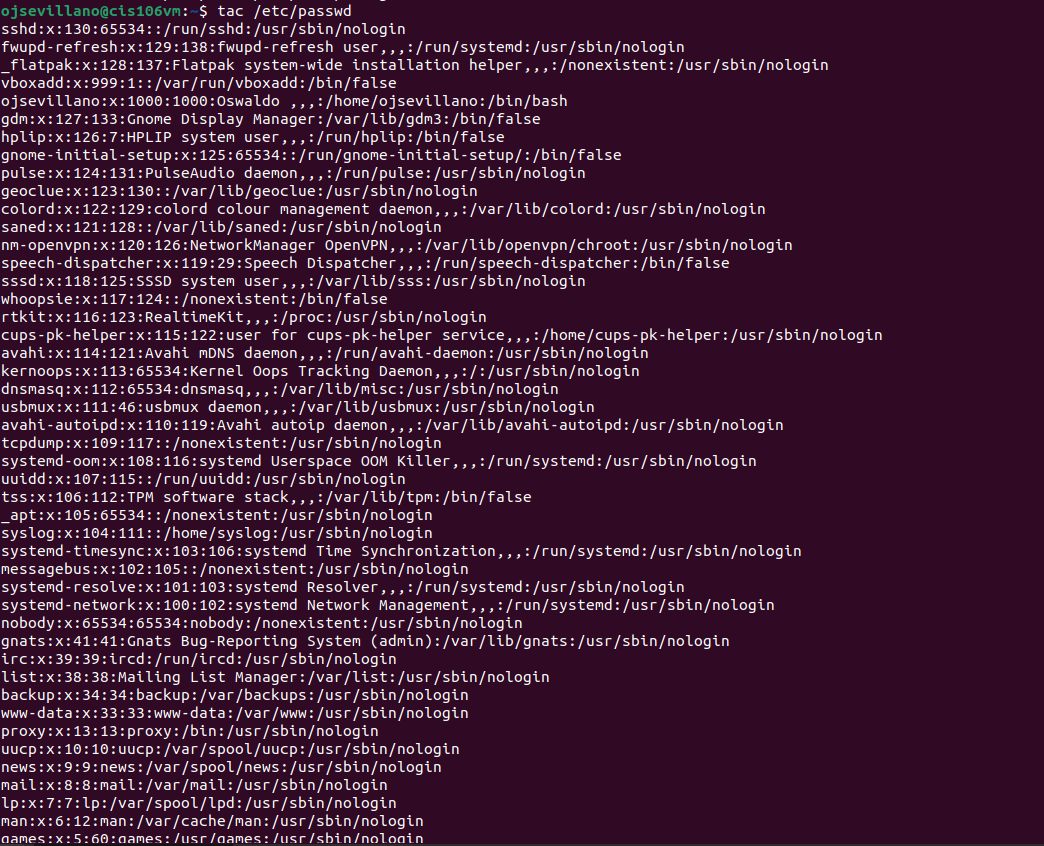 ojsevillano@cis106vm:~$ tac /etc/passwd
sshd:x:130:65534::/run/sshd:/usr/sbin/nologin
fwupd-refresh:x:129:138:fwupd-refresh user,,,:/run/systemd:/usr/sbin/nologin
_flatpak:x:128:137:Flatpak system-wide installation helper,,,:/nonexistent:/usr/sbin/nologin
vboxadd:x:999:1::/var/run/vboxadd:/bin/false
ojsevillano:x:1000:1000:Oswaldo ,,,:/home/ojsevillano:/bin/bash
gdm:x:127:133:Gnome Display Manager:/var/lib/gdm3:/bin/false
hplip:x:126:7:HPLIP system user,,,:/run/hplip:/bin/false
gnome-initial-setup:x:125:65534::/run/gnome-initial-setup/:/bin/false
pulse:x:124:131:PulseAudio daemon,,,:/run/pulse:/usr/sbin/nologin
geoclue:x:123:130::/var/lib/geoclue:/usr/sbin/nologin
colord:x:122:129:colord colour management daemon,,,:/var/lib/colord:/usr/sbin/nologin
saned:x:121:128::/var/lib/saned:/usr/sbin/nologin
nm-openvpn:x:120:126:NetworkManager OpenVPN,,,:/var/lib/openvpn/chroot:/usr/sbin/nologin
speech-dispatcher:x:119:29:Speech Dispatcher,,,:/run/speech-dispatcher:/bin/false
sssd:x:118:125:SSSD system user,,,:/var/lib/sss:/usr/sbin/nologin
whoopsie:x:117:124::/nonexistent:/bin/false
rtkit:x:116:123:RealtimeKit,,,:/proc:/usr/sbin/nologin
cups-pk-helper:x:115:122:user for cups-pk-helper service,,,:/home/cups-pk-helper:/usr/sbin/nologin
avahi:x:114:121:Avahi mDNS daemon,,,:/run/avahi-daemon:/usr/sbin/nologin
kernoops:x:113:65534:Kernel Oops Tracking Daemon,,,:/:/usr/sbin/nologin
dnsmasq:x:112:65534:dnsmasq,,,:/var/lib/misc:/usr/sbin/nologin
usbmux:x:111:46:usbmux daemon,,,:/var/lib/usbmux:/usr/sbin/nologin
avahi-autoipd:x:110:119:Avahi autoip daemon,,,:/var/lib/avahi-autoipd:/usr/sbin/nologin
tcpdump:x:109:117::/nonexistent:/usr/sbin/nologin
systemd-oom:x:108:116:systemd Userspace OOM Killer,,,:/run/systemd:/usr/sbin/nologin
uuidd:x:107:115::/run/uuidd:/usr/sbin/nologin
tss:x:106:112:TPM software stack,,,:/var/lib/tpm:/bin/false
_apt:x:105:65534::/nonexistent:/usr/sbin/nologin
syslog:x:104:111::/home/syslog:/usr/sbin/nologin
systemd-timesync:x:103:106:systemd Time Synchronization,,,:/run/systemd:/usr/sbin/nologin
messagebus:x:102:105::/nonexistent:/usr/sbin/nologin
systemd-resolve:x:101:103:systemd Resolver,,,:/run/systemd:/usr/sbin/nologin
systemd-network:x:100:102:systemd Network Management,,,:/run/systemd:/usr/sbin/nologin
nobody:x:65534:65534:nobody:/nonexistent:/usr/sbin/nologin
gnats:x:41:41:Gnats Bug-Reporting System (admin):/var/lib/gnats:/usr/sbin/nologin
irc:x:39:39:ircd:/run/ircd:/usr/sbin/nologin
list:x:38:38:Mailing List Manager:/var/list:/usr/sbin/nologin
backup:x:34:34:backup:/var/backups:/usr/sbin/nologin
www-data:x:33:33:www-data:/var/www:/usr/sbin/nologin
proxy:x:13:13:proxy:/bin:/usr/sbin/nologin
uucp:x:10:10:uucp:/var/spool/uucp:/usr/sbin/nologin
news:x:9:9:news:/var/spool/news:/usr/sbin/nologin
mail:x:8:8:mail:/var/mail:/usr/sbin/nologin
lp:x:7:7:lp:/var/spool/lpd:/usr/sbin/nologin
man:x:6:12:man:/var/cache/man:/usr/sbin/nologin
games:x:5:60:games:/usr/games:/usr/sbin/nologin